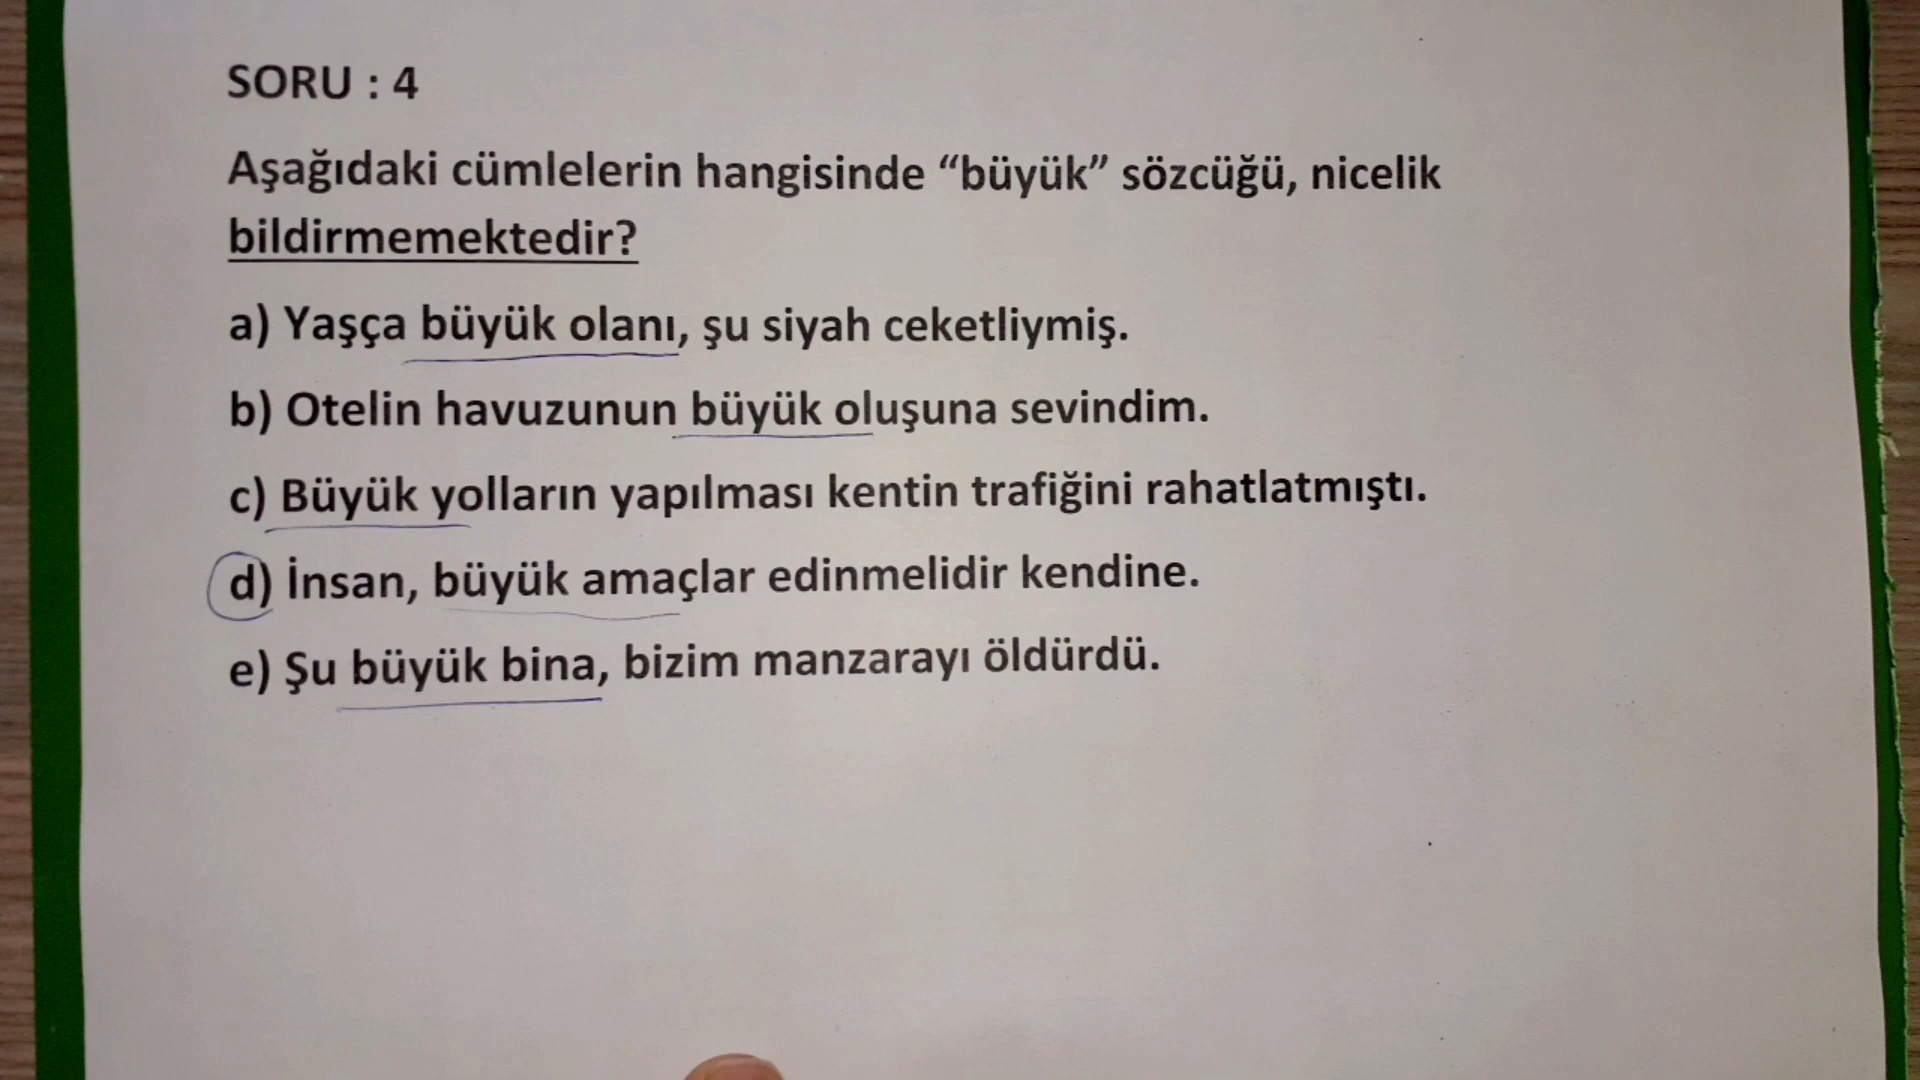 SORU : 4
Aşağıdaki cümlelerin hangisinde “büyük” sözcüğü, nicelik
bildirmemektedir?
a) Yaşça büyük olanı, şu siyah ceketliymiş.
b) Otelin havuzunun büyük oluşuna sevindim.
c) Büyük yolların yapılması kentin trafiğini rahatlatmıştı.
d) İnsan, büyük amaçlar edinmelidir kendine.
e) Şu büyük bina, bizim manzarayı öldürdü.